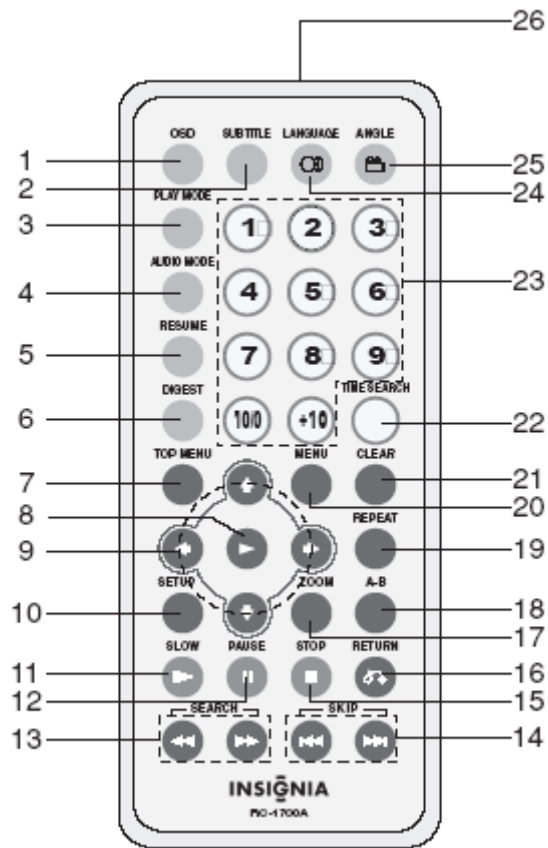 26
OSD SUBTITLE LANGUAGE ANGLE
1
25
2
24
PLAY MODE
3
1 2 3
AUDIO MODE
4
4 5 6
23
RESUME
5
7 8 9
DIGEST
TIME SEARCH
6
10/0 +10
22
TOP MENU MENU CLEAR
7
21
20
8
REPEAT
9
19
SETUP ZOOM A-B
10
18
17
SLOW PAUSE STOP RETURN
11
16
12
15
SEARCH SKIP
13
14
INSIGNIA
RC-1700A